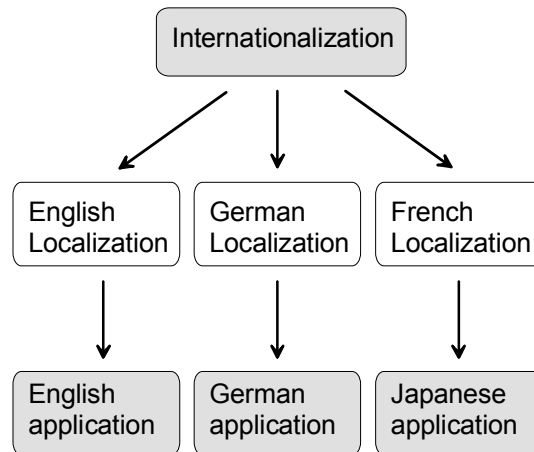 Internationalization
English
Localization
German
Localization
French
Localization
English
application
German
application
Japanese
application